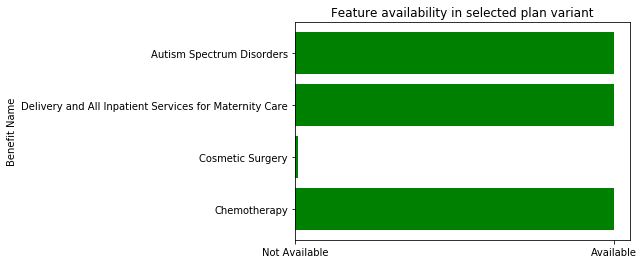 Feature availability in selected plan variant
Benefit Name
Autism Spectrum Disorders
Delivery and All Inpatient Services for Maternity Care
Cosmetic Surgery
Chemotherapy
Not Available
Available